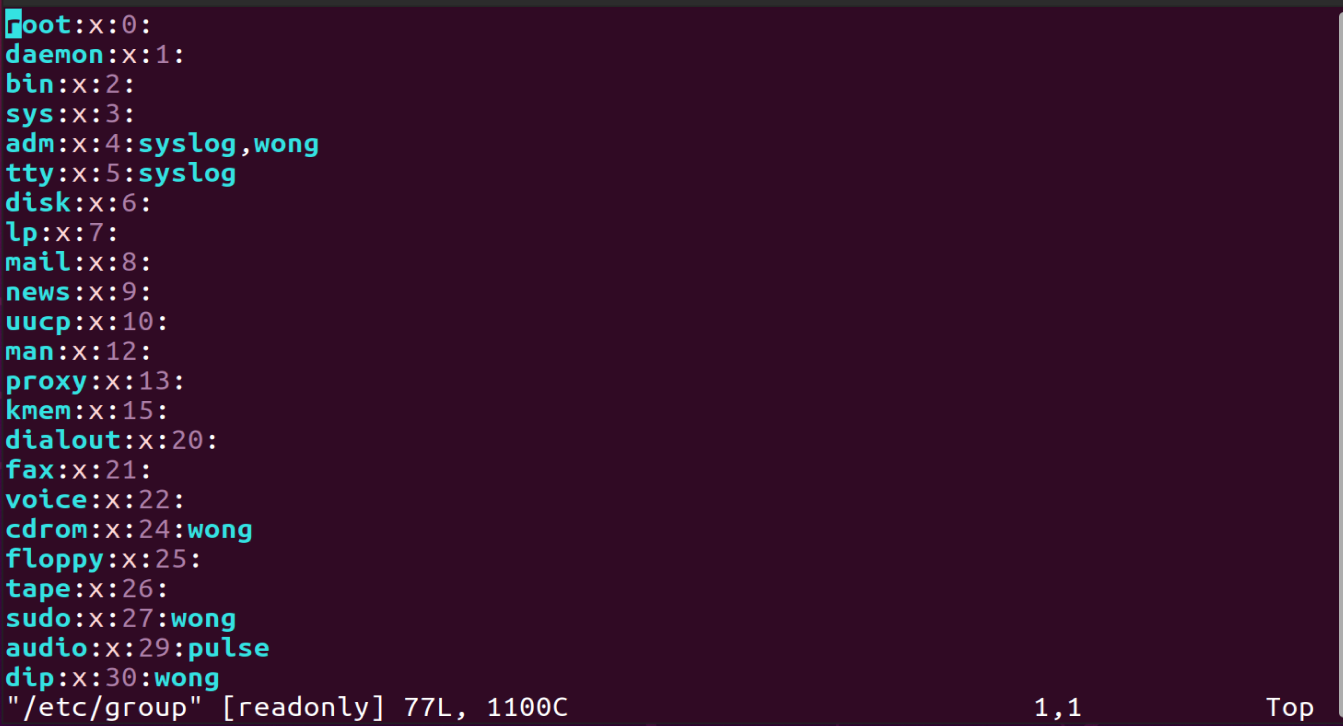 root:x:0:
daemon:x:1:
bin:x:2:
sys:x:3:
adm:x:4:syslog,wong
tty:x:5:syslog
disk:x:6:
lp:x:7:
mail:x:8:
news:x:9:
uucp:x:10:
man:x:12:
proxy:x:13:
kmem:x:15:
dialout:x:20:
fax:x:21:
voice:x:22:
cdrom:x:24:wong
floppy:x:25:
tape:x:26:
sudo:x:27:wong
audio:x:29:pulse
dip:x:30:wong
"/etc/group" [readonly] 77L, 1100C 1,1 Top